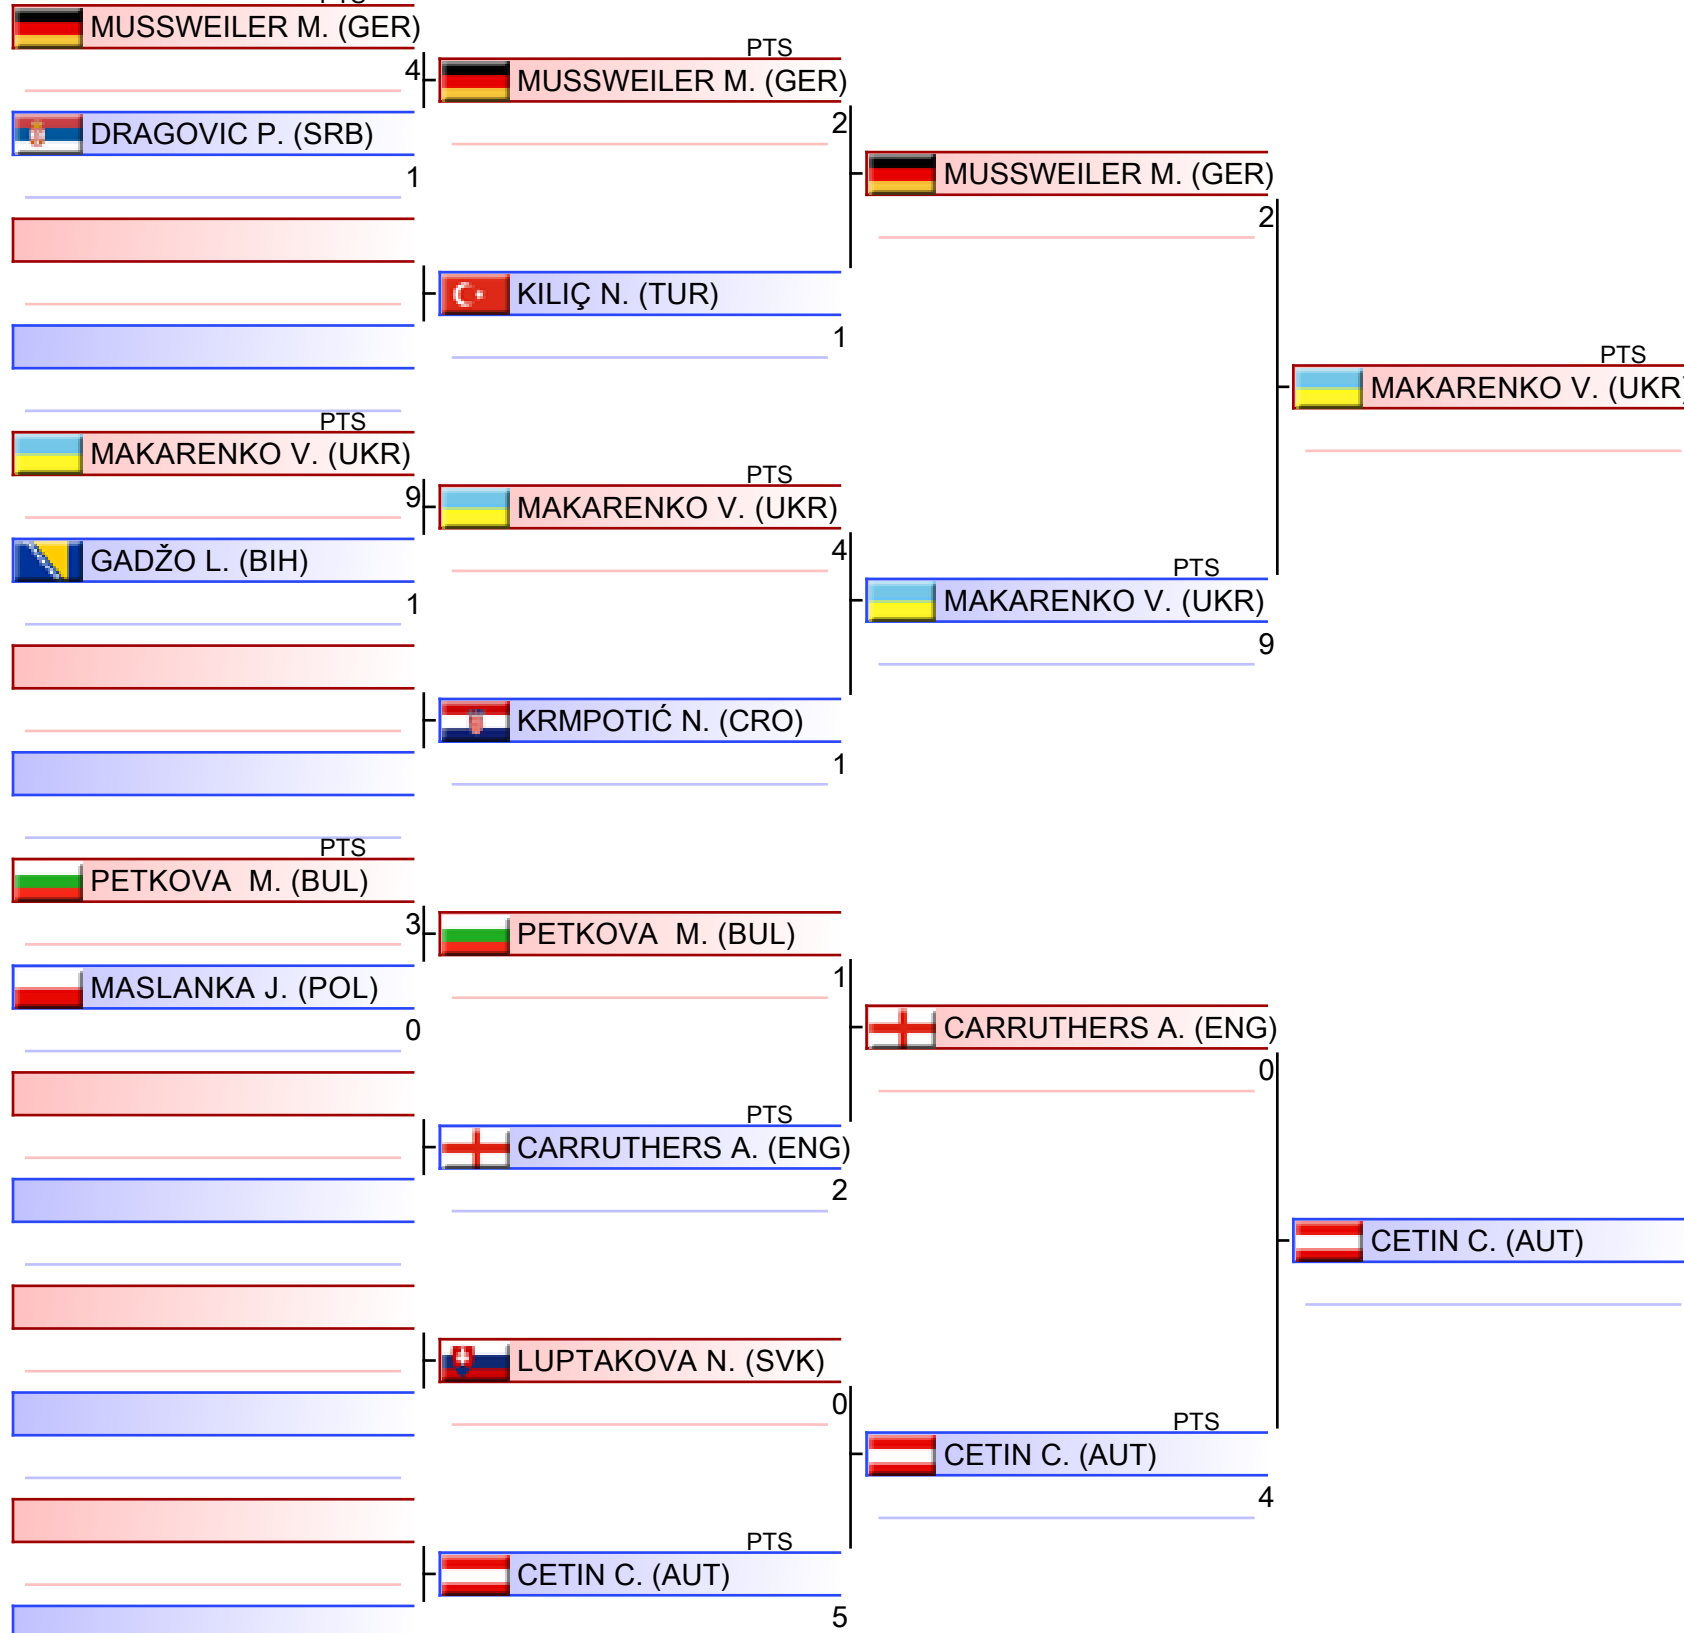 PTS
MUSSWEILER M. (GER)
4
DRAGOVIC P. (SRB)
1
PTS
MAKARENKO V. (UKR)
9
GADŽO L. (BIH)
1
PTS
PETKOVA  M. (BUL)
3
MASLANKA J. (POL)
0
PTS
MUSSWEILER M. (GER)
2
KILIÇ N. (TUR)
1
PTS
MAKARENKO V. (UKR)
4
KRMPOTIĆ N. (CRO)
1
PETKOVA  M. (BUL)
1
PTS
CARRUTHERS A. (ENG)
2
LUPTAKOVA N. (SVK)
0
PTS
CETIN C. (AUT)
5
MUSSWEILER M. (GER)
2
PTS
MAKARENKO V. (UKR)
9
CARRUTHERS A. (ENG)
0
PTS
CETIN C. (AUT)
4
PTS
MAKARENKO V. (UKR)
CETIN C. (AUT)